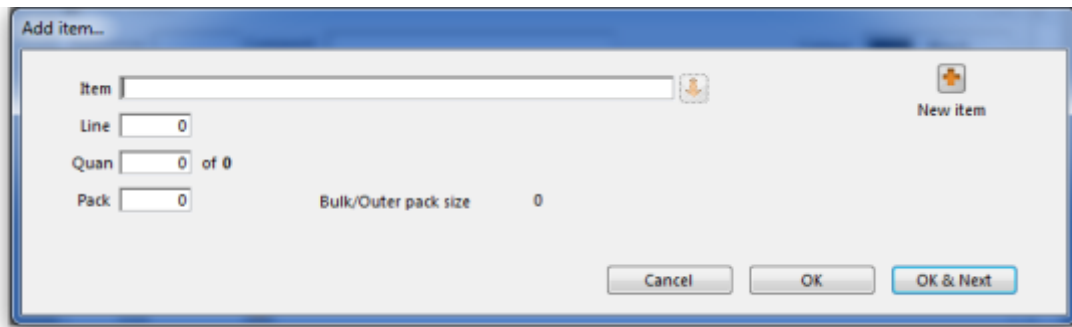 Add item...
Item
New item
Line 0
Quan 0 of 0
Pack 0 Bulk/Outer pack size 0
Cancel OK OK & Next